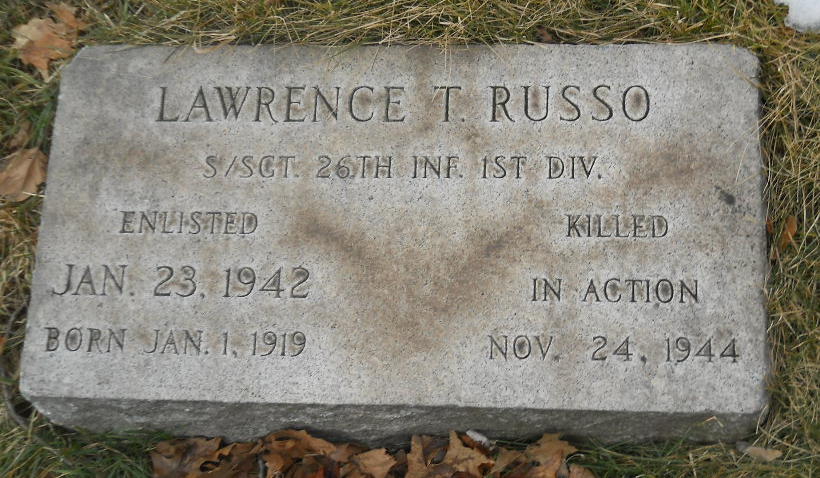 LAWRENCE T. RUSSO
S/SGT. 26TH INF. 1ST DIV.
ENLISTED
JAN. 23, 1942
BORN JAN. 1, 1919
KILLED
IN ACTION
NOV. 24, 1944